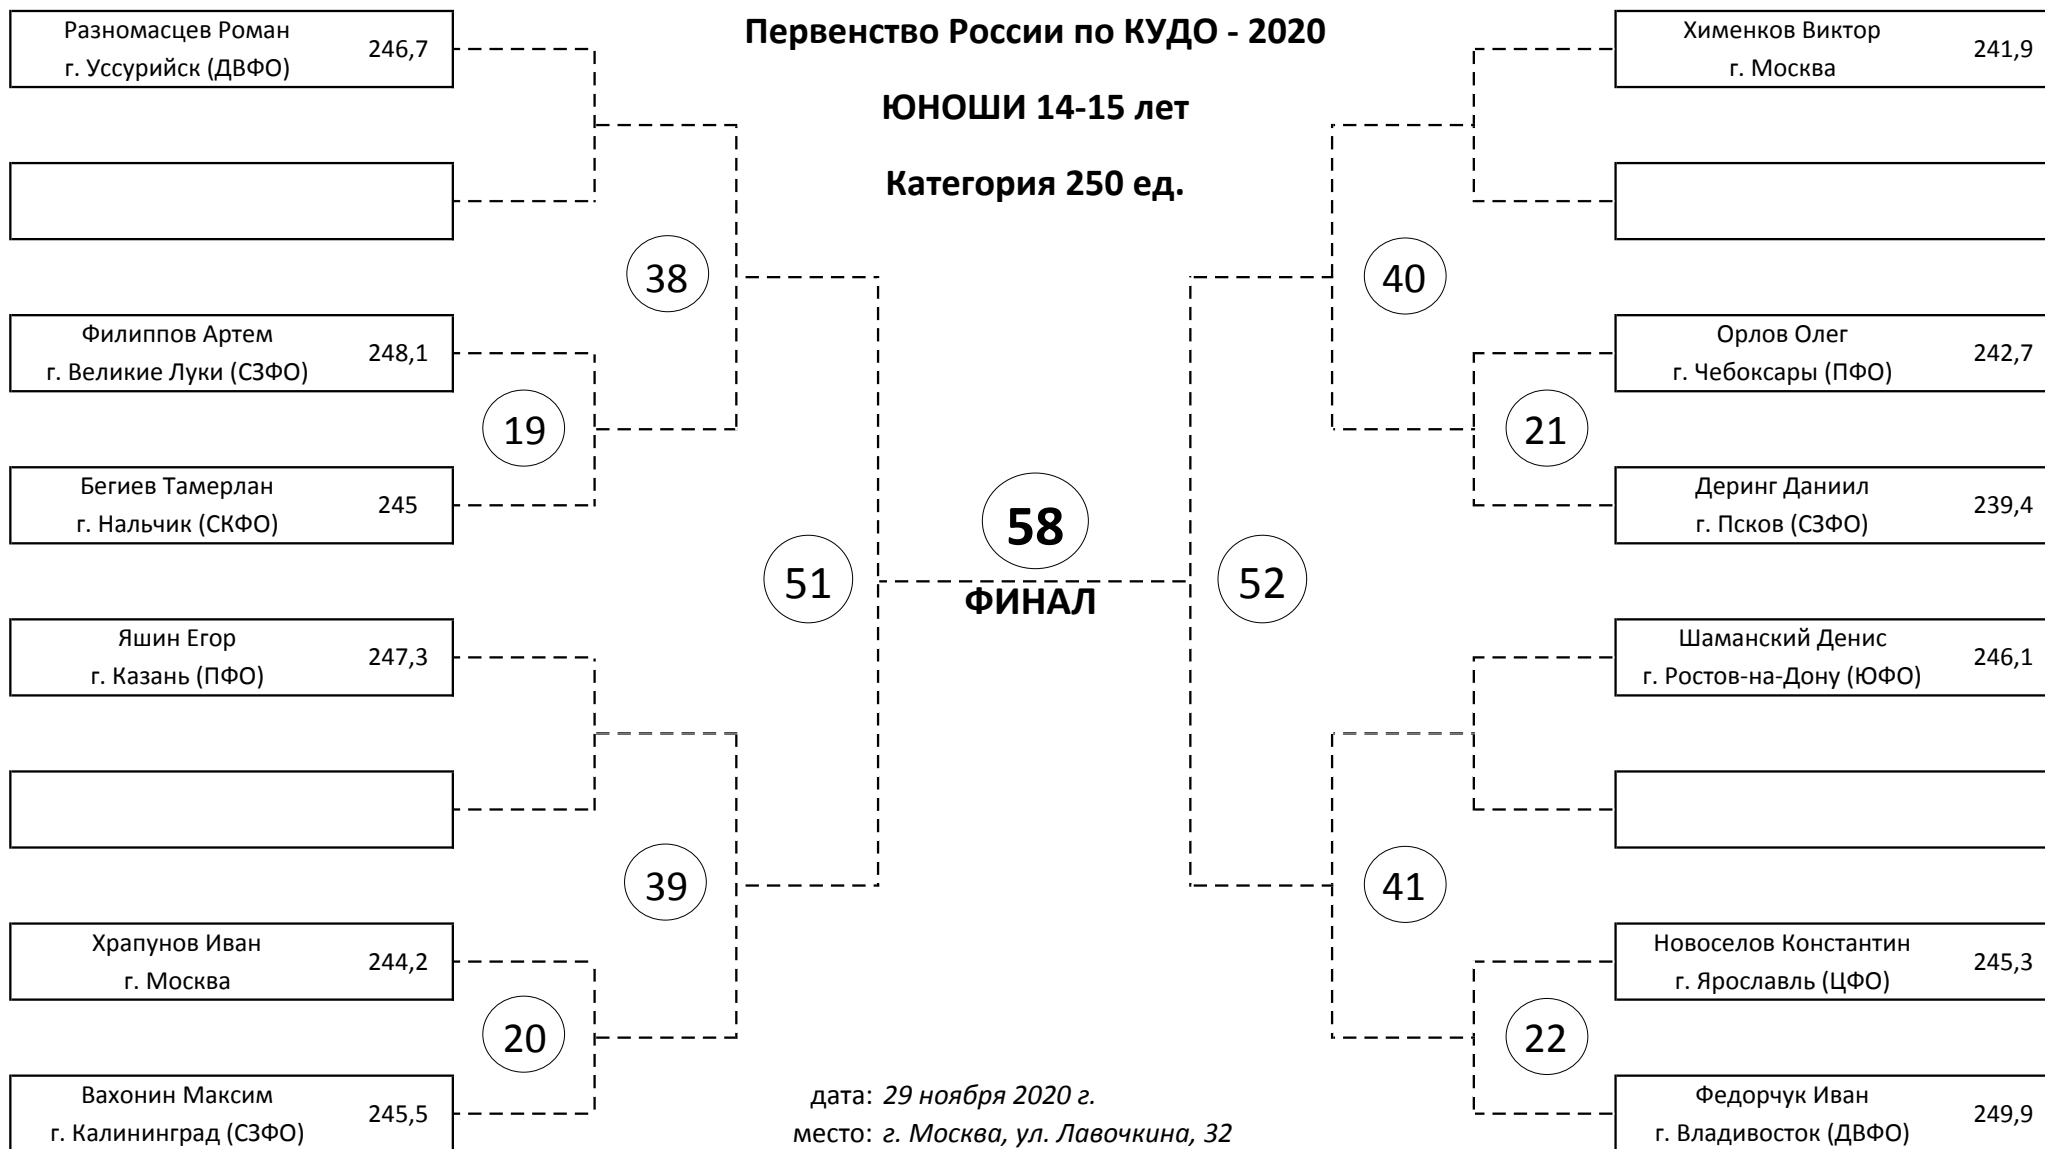 Первенство России по КУДО - 2020
ЮНОШИ 14-15 лет
Категория 250 ед.
Разномасцев Роман
г. Уссурийск (ДВФО)
246,7
Филиппов Артем
г. Великие Луки (СЗФО)
248,1
Бегиев Тамерлан
г. Нальчик (СКФО)
245
Яшин Егор
г. Казань (ПФО)
247,3
Храпунов Иван
г. Москва
244,2
Вахонин Максим
г. Калининград (СЗФО)
245,5
19
20
38
39
51
58
ФИНАЛ
52
40
41
21
22
Хименков Виктор
г. Москва
241,9
Орлов Олег
г. Чебоксары (ПФО)
242,7
Деринг Даниил
г. Псков (СЗФО)
239,4
Шаманский Денис
г. Ростов-на-Дону (ЮФО)
246,1
Новоселов Константин
г. Ярославль (ЦФО)
245,3
Федорчук Иван
г. Владивосток (ДВФО)
249,9
дата: 29 ноября 2020 г.
место: г. Москва, ул. Лавочкина, 32